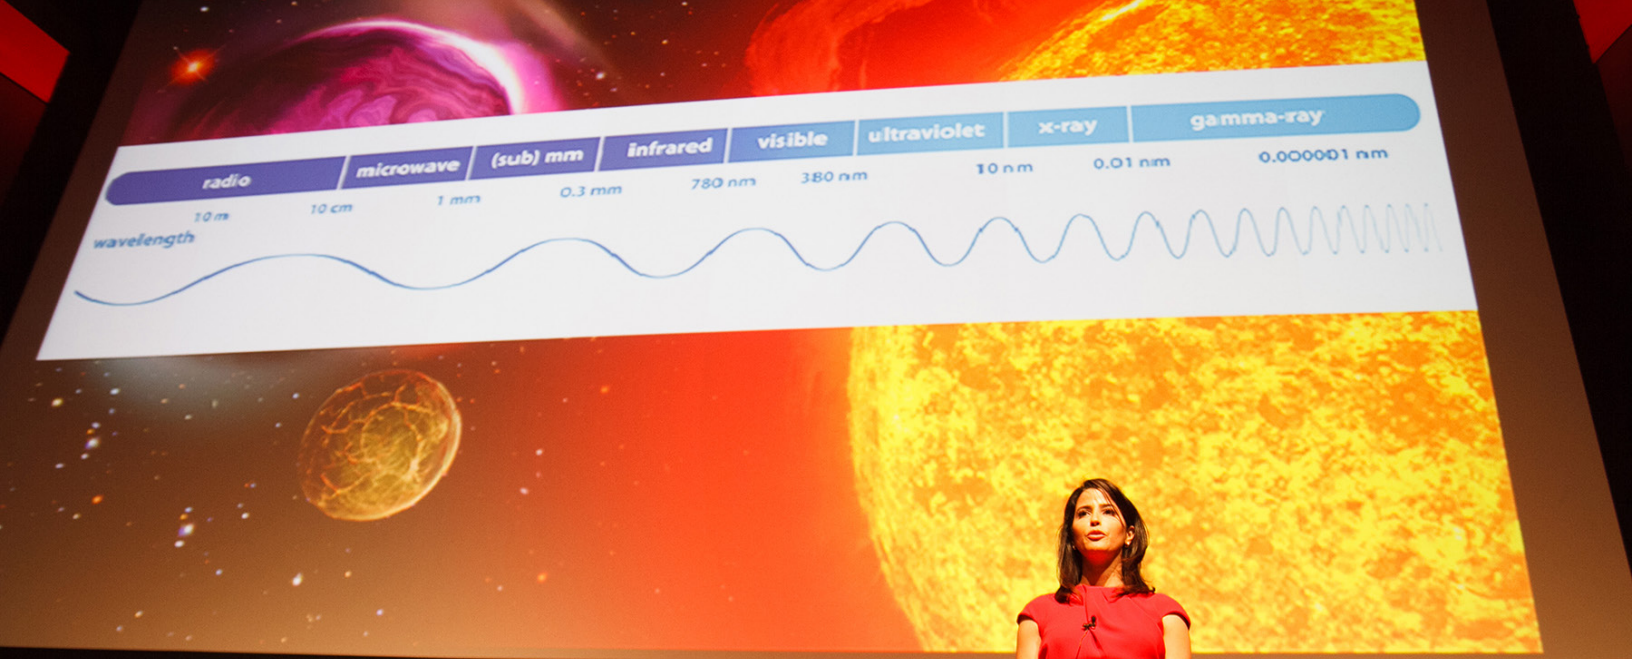 radio microwave (sub) mm infrared visible ultraviolet x-ray gamma-ray
10 m 10 cm 1 mm 0.3 mm 780 nm 380 nm 10 nm 0.01 nm 0.000001 nm
wavelength